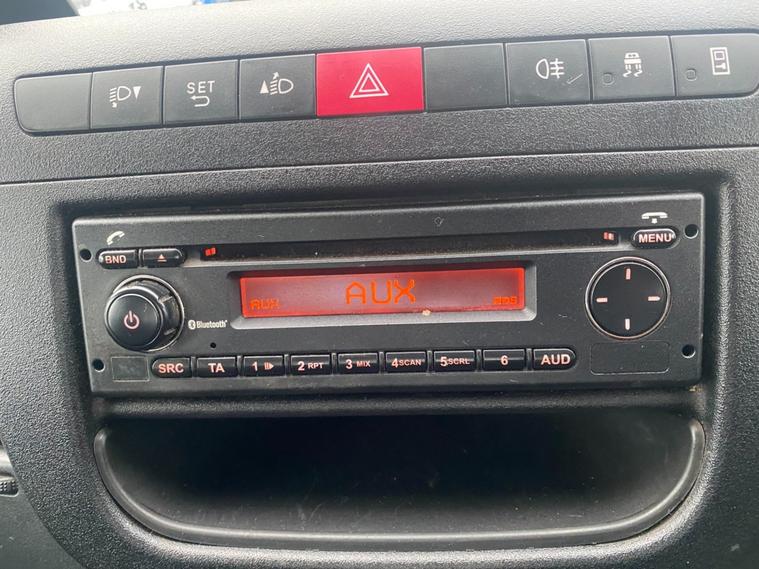 SET
BND
MENU
AUX
AUX
Bluetooth
SRC
TA
1
2 RPT
3 MIX
4 SCAN
5 SCRL
6
AUD